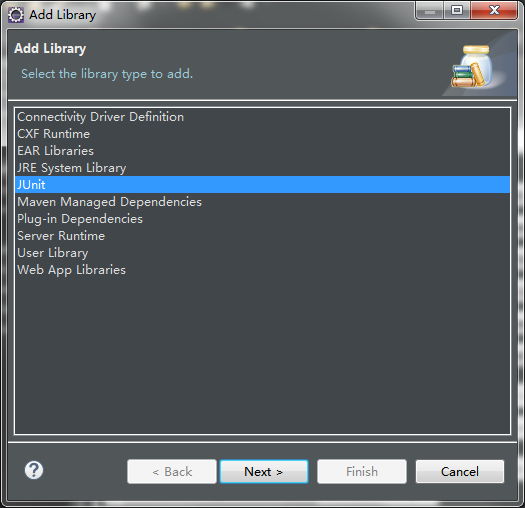 Add Library
Add Library
Select the library type to add.
Connectivity Driver Definition
CXF Runtime
EAR Libraries
JRE System Library
JUnit
Maven Managed Dependencies
Plug-in Dependencies
Server Runtime
User Library
Web App Libraries
?
< Back
Next >
Finish
Cancel